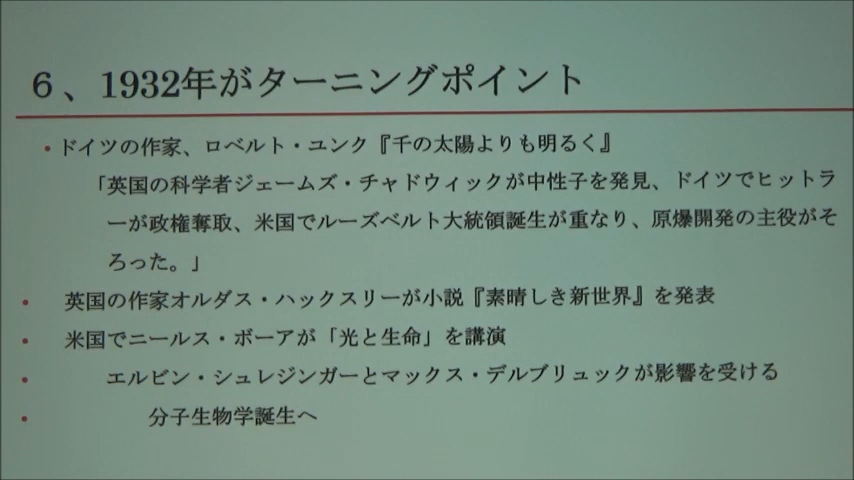 6、1932年がターニングポイント
・ドイツの作家、ロベルト・ユンク『千の太陽よりも明るく』
「英国の科学者ジェームズ・チャドウィックが中性子を発見、ドイツでヒットラ
ーが政権奪取、米国でルーズベルト大統領誕生が重なり、原爆開発の主役がそ
ろった。」
・ 英国の作家オルダス・ハックスリーが小説『素晴しき新世界』を発表
・ 米国でニールス・ボーアが「光と生命」を講演
・ エルビン・シュレジンガーとマックス・デルブリュックが影響を受ける
・ 分子生物学誕生へ